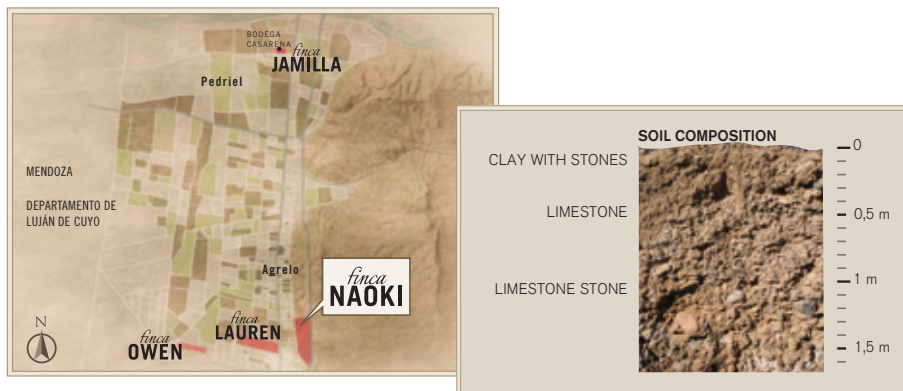 BODEGA
CASARENA
finca
JAMILLA
Pedriel
MENDOZA
DEPARTAMENTO DE
LUJÁN DE CUYO
Agrelo
finca
NAOKI
finca
LAUREN
finca
OWEN
N
SOIL COMPOSITION
CLAY WITH STONES
LIMESTONE
LIMESTONE STONE
0
0,5 m
1 m
1,5 m